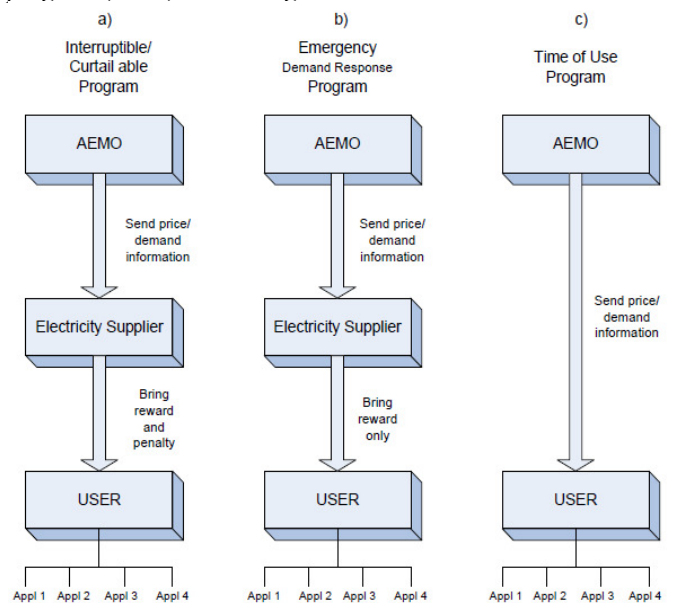 a)
Interruptible/
Curtail able
Program
AEMO
Send price/
demand
information
Electricity Supplier
Bring
reward
and
penalty
USER
Appl 1 Appl 2 Appl 3 Appl 4
b)
Emergency
Demand Response
Program
AEMO
Send price/
demand
information
Electricity Supplier
Bring
reward
only
USER
Appl 1 Appl 2 Appl 3 Appl 4
c)
Time of Use
Program
AEMO
Send price/
demand
information
USER
Appl 1 Appl 2 Appl 3 Appl 4